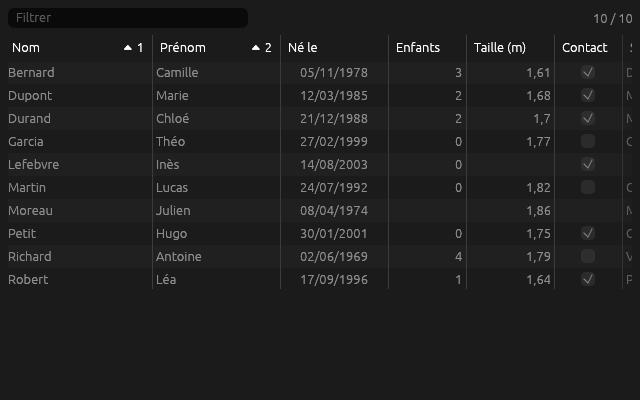 Filtrer 10 / 10
Nom 1 Prénom 2 Né le Enfants Taille (m) Contact
Bernard Camille 05/11/1978 3 1,61
Dupont Marie 12/03/1985 2 1,68
Durand Chloé 21/12/1988 2 1,7
Garcia Théo 27/02/1999 0 1,77
Lefebvre Inès 14/08/2003 0
Martin Lucas 24/07/1992 0 1,82
Moreau Julien 08/04/1974 1,86
Petit Hugo 30/01/2001 0 1,75
Richard Antoine 02/06/1969 4 1,79
Robert Léa 17/09/1996 1 1,64